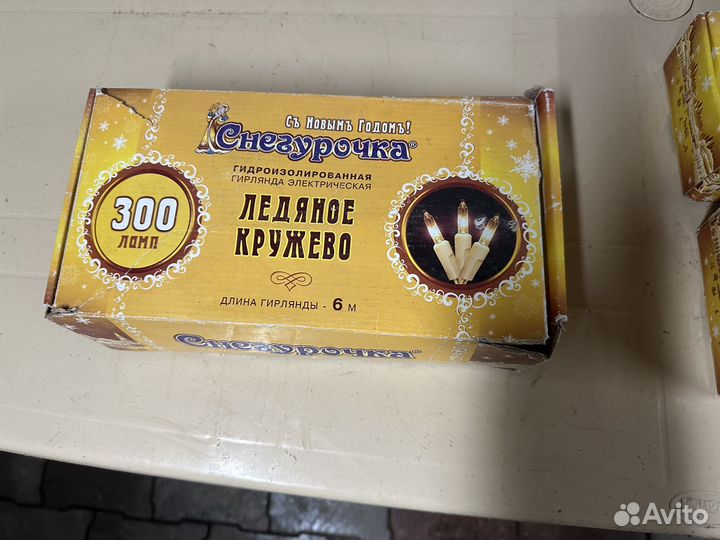 Съ Новымъ Годомъ!
Снегурочка®
ГИДРОИЗОЛИРОВАННАЯ
ГИРЛЯНДА ЭЛЕКТРИЧЕСКАЯ
ЛЕДЯНОЕ
КРУЖЕВО
300
ЛАМП
ДЛИНА ГИРЛЯНДЫ - 6 М
Снегурочка®
Avito